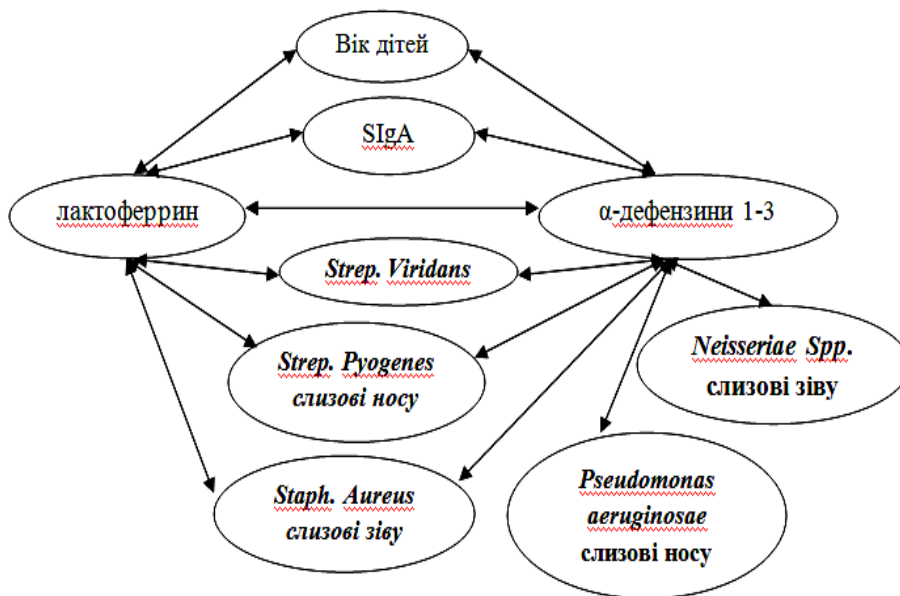 Вік дітей
SIgA
лактоферрин
α-дефензини 1-3
Strep. Viridans
Strep. Pyogenes
слизові носу
Neisseriae Spp.
слизові зіву
Staph. Aureus
слизові зіву
Pseudomonas
aeruginosae
слизові носу